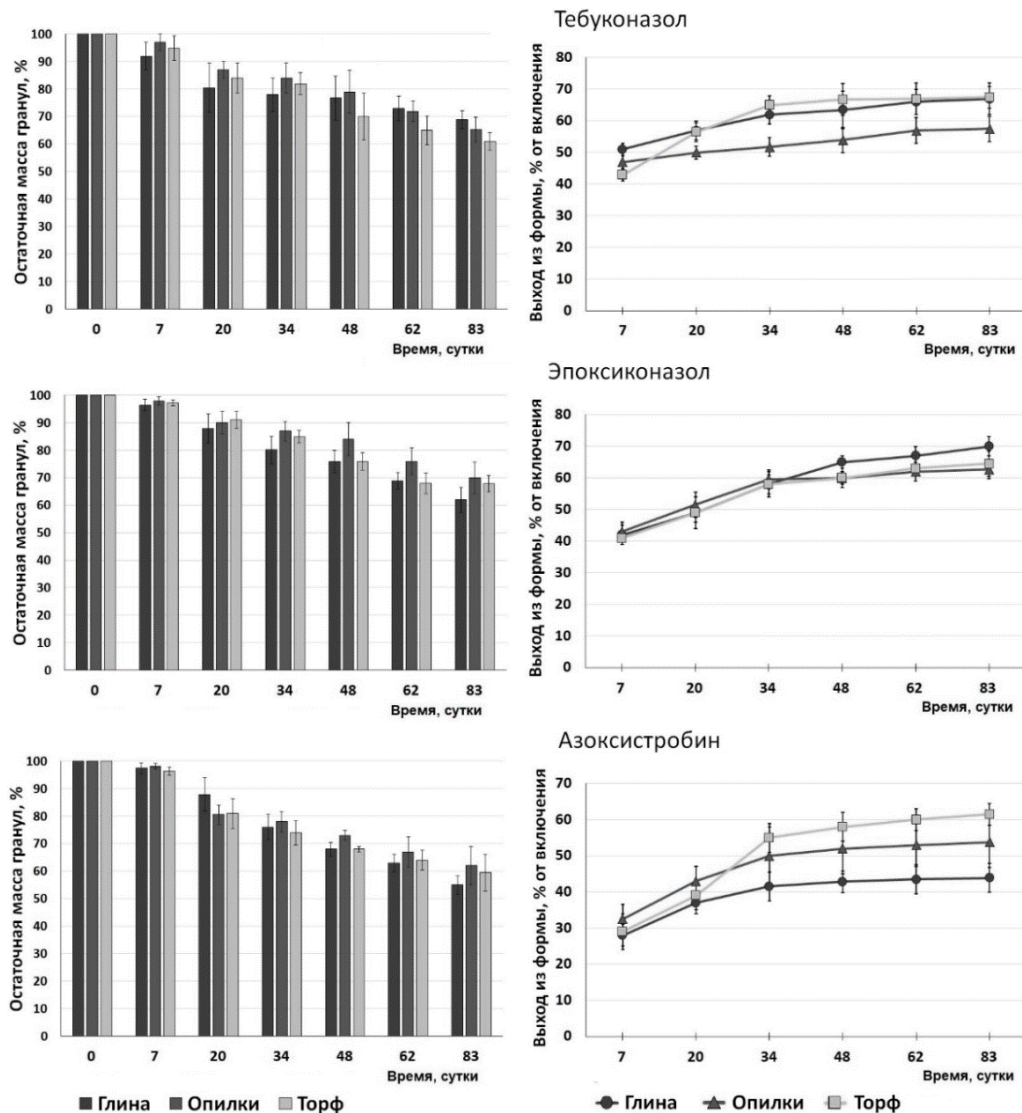 Тебуконазол
Остаточная масса гранул, %
100
90
80
70
60
50
40
30
20
10
0
0 7 20 34 48 62 83
Время, сутки
Выход из формы, % от включения
80
70
60
50
40
30
20
10
0
7 20 34 48 62 83
Время, сутки
Эпоксиконазол
Остаточная масса гранул, %
100
90
80
70
60
50
40
30
20
10
0
0 7 20 34 48 62 83
Время, сутки
Выход из формы, % от включения
80
70
60
50
40
30
20
10
0
7 20 34 48 62 83
Время, сутки
Азоксистробин
Остаточная масса гранул, %
100
90
80
70
60
50
40
30
20
10
0
0 7 20 34 48 62 83
Время, сутки
Выход из формы, % от включения
70
60
50
40
30
20
10
0
7 20 34 48 62 83
Время, сутки
Глина Опилки Торф
Глина Опилки Торф